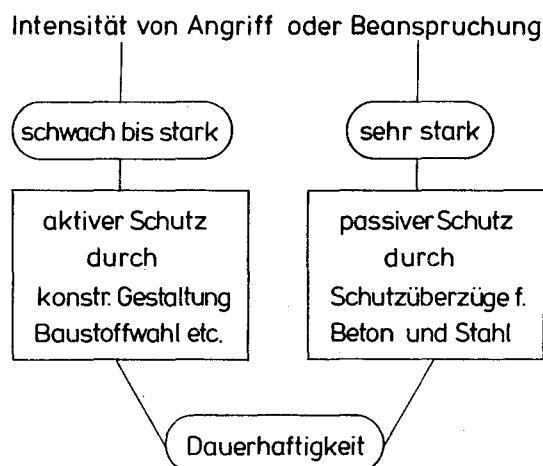 Intensität von Angriff oder Beanspruchung
schwach bis stark
sehr stark
aktiver Schutz
durch
konstr. Gestaltung
Baustoffwahl etc.
passiver Schutz
durch
Schutzüberzüge f.
Beton und Stahl
Dauerhaftigkeit